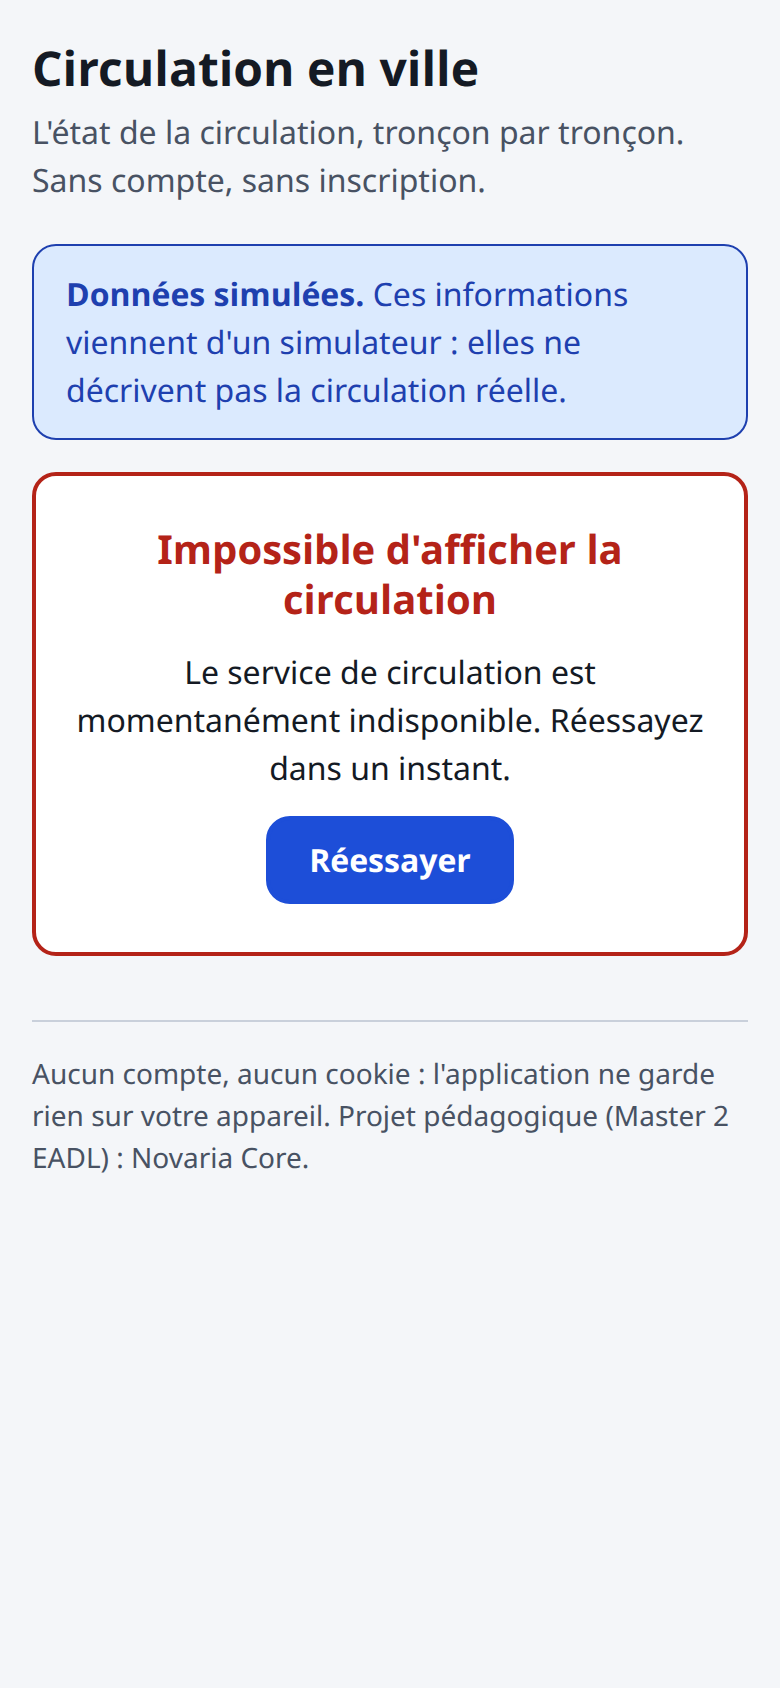 Circulation en ville
L'état de la circulation, tronçon par tronçon.
Sans compte, sans inscription.
Données simulées. Ces informations
viennent d'un simulateur : elles ne
décrivent pas la circulation réelle.
Impossible d'afficher la
circulation
Le service de circulation est
momentanément indisponible. Réessayez
dans un instant.
Réessayer
Aucun compte, aucun cookie : l'application ne garde
rien sur votre appareil. Projet pédagogique (Master 2
EADL) : Novaria Core.